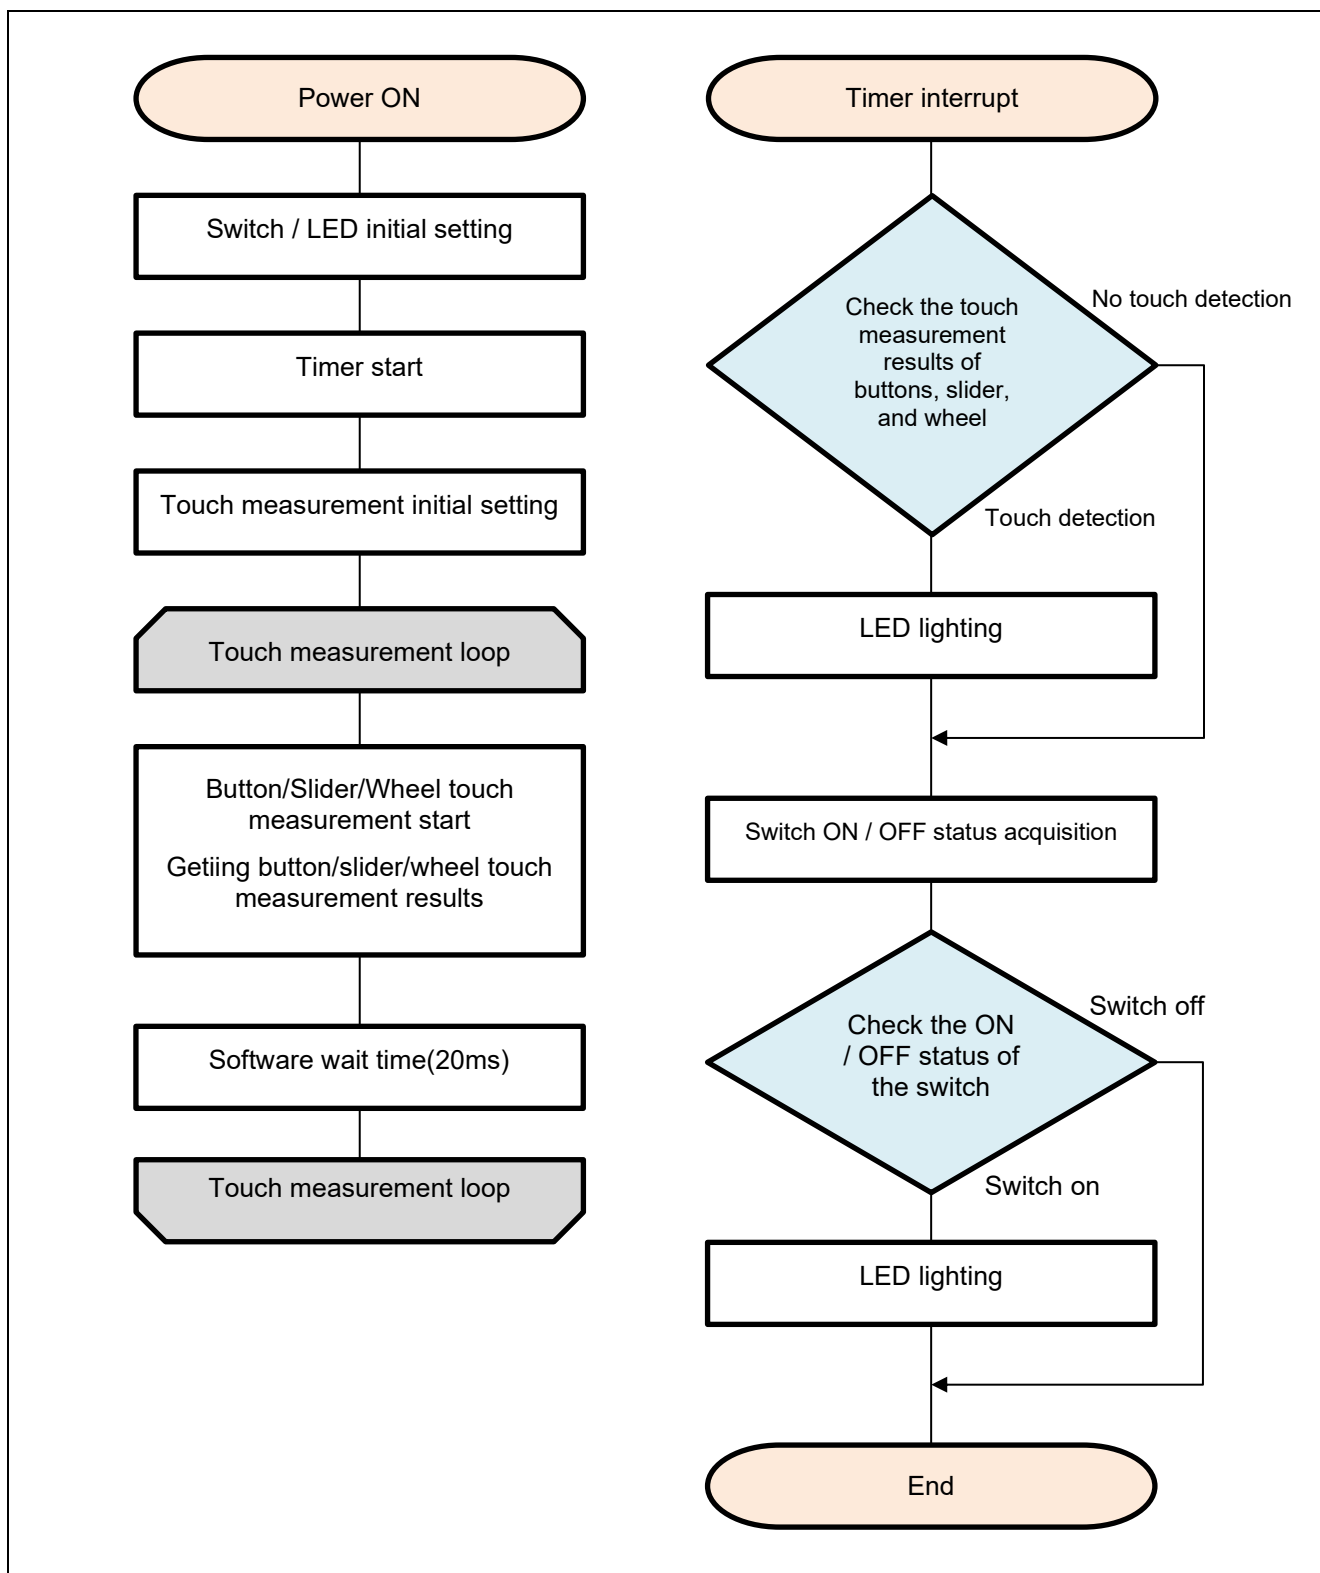 Power ON
Switch / LED initial setting
Timer start
Touch measurement initial setting
Touch measurement loop
Button/Slider/Wheel touch
measurement start
Getiing button/slider/wheel touch
measurement results
Software wait time(20ms)
Touch measurement loop
Timer interrupt
Check the touch
measurement
results of
buttons, slider,
and wheel
No touch detection
Touch detection
LED lighting
Switch ON / OFF status acquisition
Check the ON
/ OFF status of
the switch
Switch off
Switch on
LED lighting
End